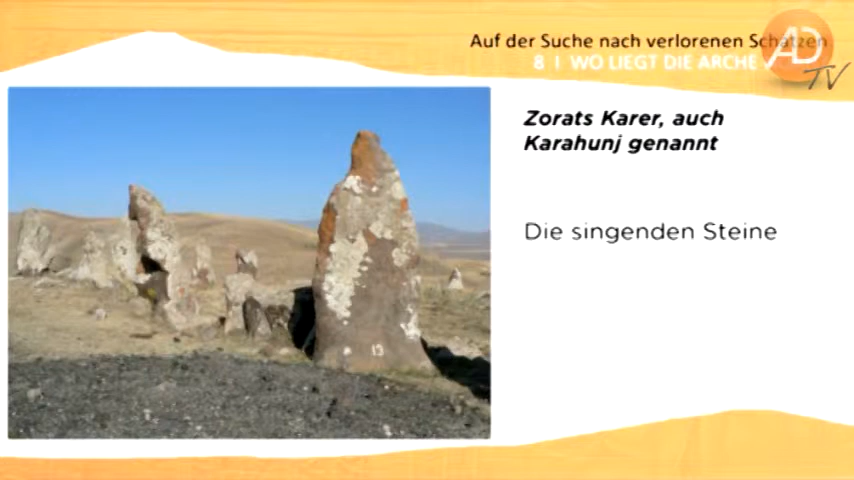 Auf der Suche nach verlorenen Schätzen
8 | WO LIEGT DIE ARCHE
AD
TV
Zorats Karer, auch
Karahunj genannt
Die singenden Steine
13